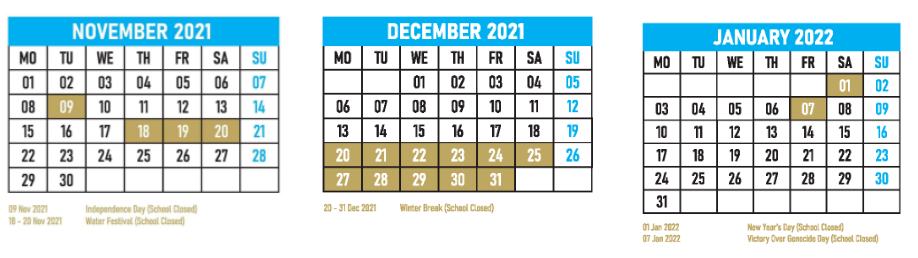 NOVEMBER 2021
MO TU WE TH FR SA SU
01 02 03 04 05 06 07
08 09 10 11 12 13 14
15 16 17 18 19 20 21
22 23 24 25 26 27 28
29 30
09 Nov 2021 Independence Day (School Closed)
18 - 20 Nov 2021 Water Festival (School Closed)
DECEMBER 2021
MO TU WE TH FR SA SU
01 02 03 04 05
06 07 08 09 10 11 12
13 14 15 16 17 18 19
20 21 22 23 24 25 26
27 28 29 30 31
20 - 31 Dec 2021 Winter Break (School Closed)
JANUARY 2022
MO TU WE TH FR SA SU
01 02
03 04 05 06 07 08 09
10 11 12 13 14 15 16
17 18 19 20 21 22 23
24 25 26 27 28 29 30
31
01 Jan 2022 New Year's Day (School Closed)
07 Jan 2022 Victory Over Genocide Day (School Closed)